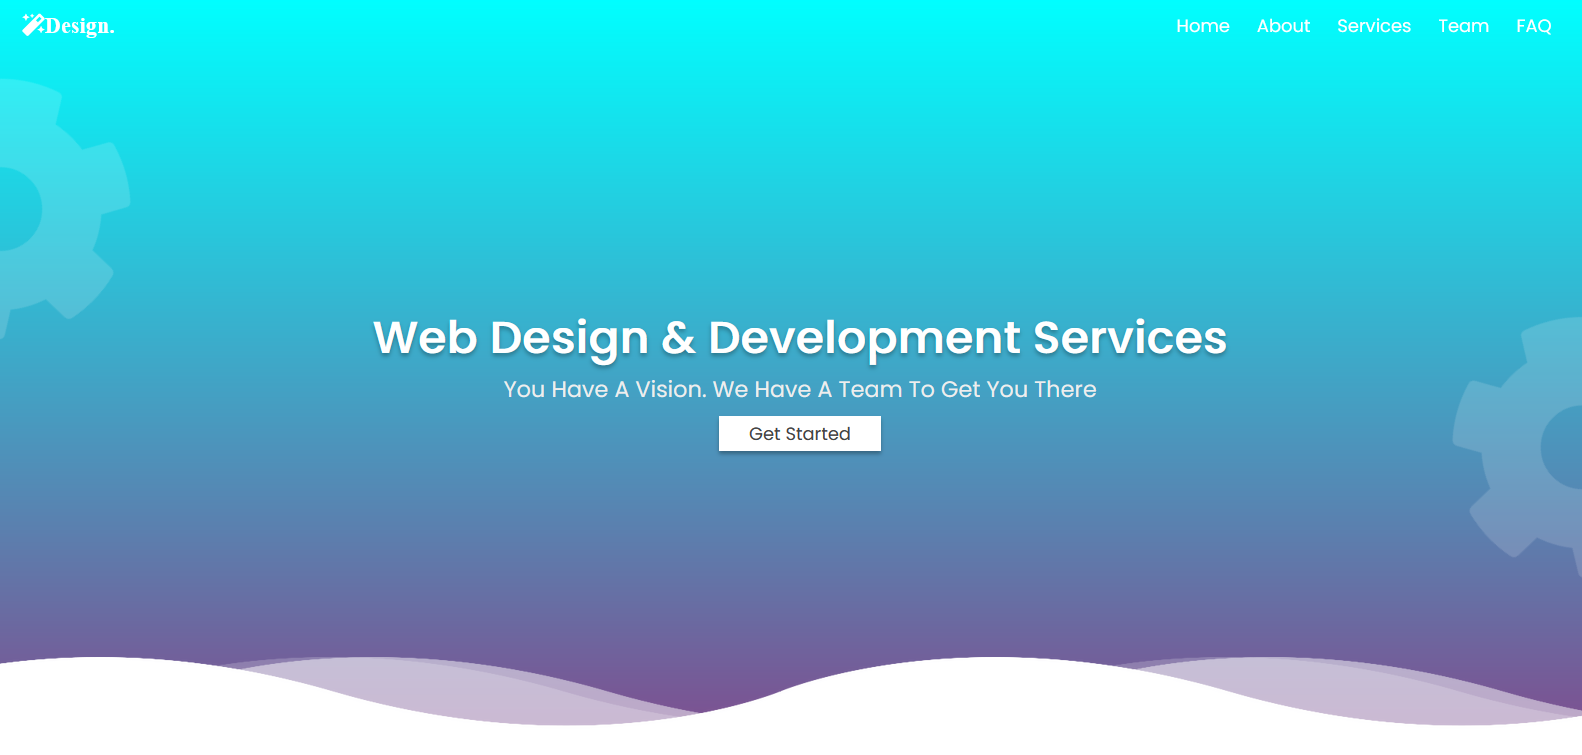 Design.
Home About Services Team FAQ
Web Design & Development Services
You Have A Vision. We Have A Team To Get You There
Get Started